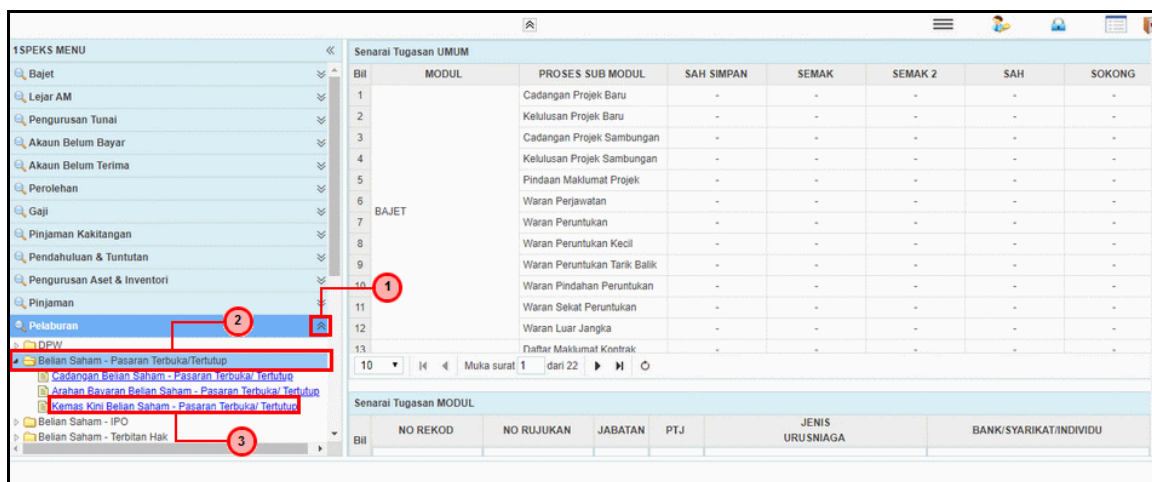 1SPEKS MENU
Bajet
Lejar AM
Pengurusan Tunai
Akaun Belum Bayar
Akaun Belum Terima
Perolehan
Gaji
Pinjaman Kakitangan
Pendahuluan & Tuntutan
Pengurusan Aset & Inventori
Pinjaman
1
Pelaburan
2
DPW
Belian Saham - Pasaran Terbuka/Tertutup
Cadangan Belian Saham - Pasaran Terbuka/ Tertutup
Arahan Bayaran Belian Saham - Pasaran Terbuka/ Tertutup
Kemas Kini Belian Saham - Pasaran Terbuka/ Tertutup
Belian Saham - IPO
Belian Saham - Terbitan Hak
3
Senarai Tugasan UMUM
Bil MODUL PROSES SUB MODUL SAH SIMPAN SEMAK SEMAK 2 SAH SOKONG
1 Cadangan Projek Baru - - - - -
2 Kelulusan Projek Baru - - - - -
3 Cadangan Projek Sambungan - - - - -
4 Kelulusan Projek Sambungan - - - - -
5 Pindaan Maklumat Projek - - - - -
6 Waran Perjawatan - - - - -
BAJET
7 Waran Peruntukan - - - - -
8 Waran Peruntukan Kecil - - - - -
9 Waran Peruntukan Tarik Balik - - - - -
10 Waran Pindahan Peruntukan - - - - -
11 Waran Sekat Peruntukan - - - - -
12 Waran Luar Jangka - - - - -
13 Daftar Maklumat Kontrak
10 Muka surat 1 dari 22
Senarai Tugasan MODUL
Bil NO REKOD NO RUJUKAN JABATAN PTJ JENIS URUSNIAGA BANK/SYARIKAT/INDIVIDU